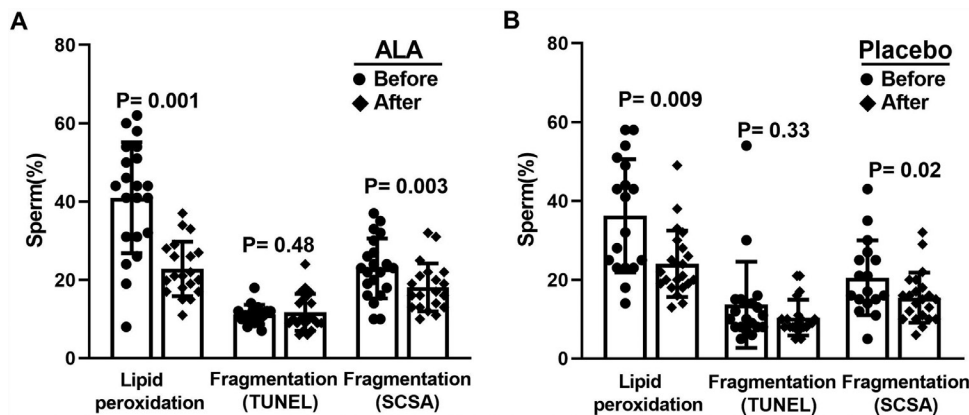 A
ALA
Before
After
P= 0.001
P= 0.48
P= 0.003
Sperm(%)
80
60
40
20
0
Lipid
peroxidation
Fragmentation
(TUNEL)
Fragmentation
(SCSA)
B
Placebo
Before
After
P= 0.009
P= 0.33
P= 0.02
Sperm(%)
80
60
40
20
0
Lipid
peroxidation
Fragmentation
(TUNEL)
Fragmentation
(SCSA)